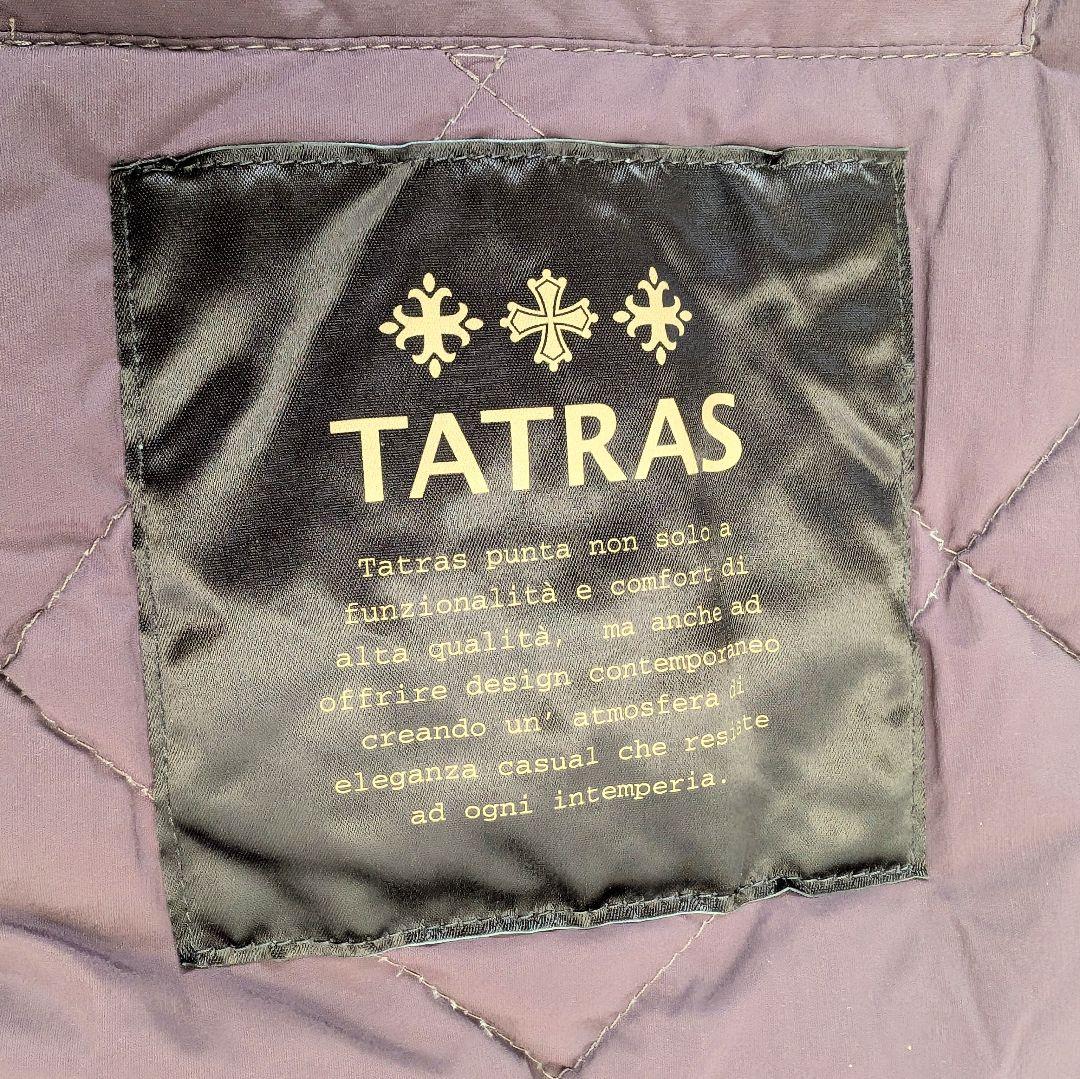 TATRAS
Tatras punta non solo a
funzionalità e comfort di
alta qualità, ma anche ad
offrire design contemporaneo
creando un' atmosfera di
eleganza casual che resiste
ad ogni intemperia.